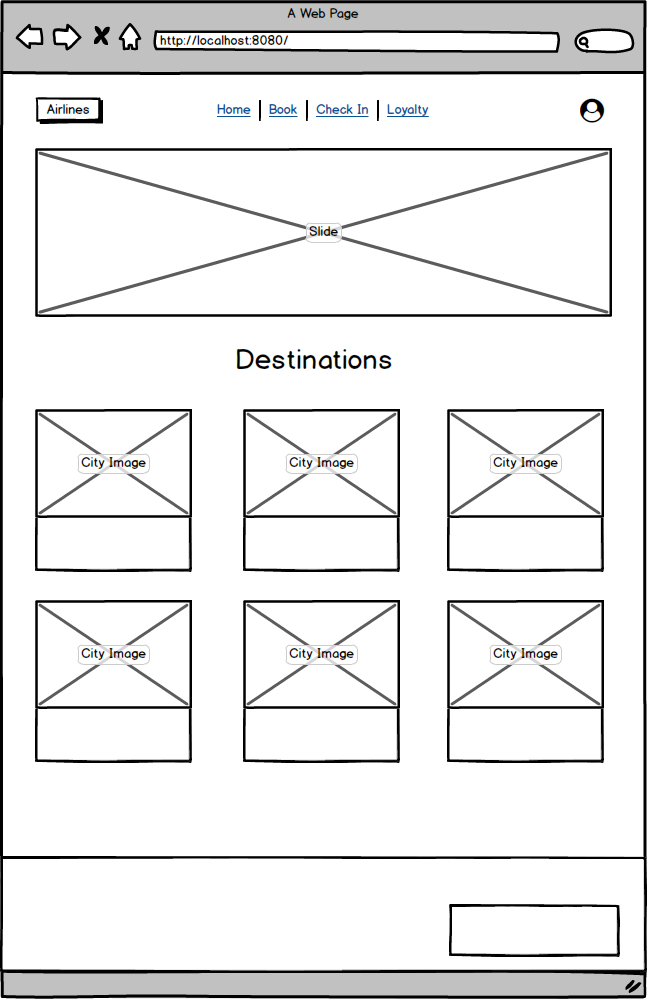 A Web Page
http://localhost:8080/
Airlines
Home Book Check In Loyalty
Slide
Destinations
City Image City Image City Image
City Image City Image City Image